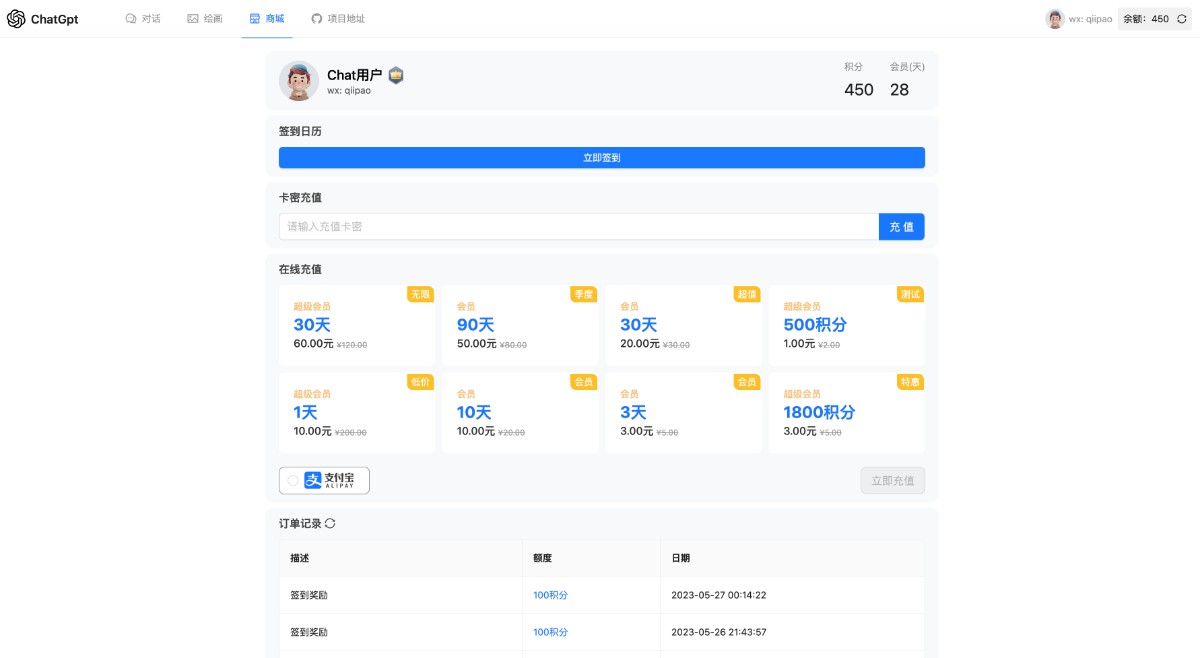 ChatGpt 对话 绘画 商城 项目地址 wx: qiipao 余额: 450
Chat用户
wx: qiipao
积分 会员(天)
450 28
签到日历
立即签到
卡密充值
请输入充值卡密 充 值
在线充值
无限 季度 超值 测试
超级会员 会员 会员 超级会员
30天 90天 30天 500积分
60.00元 ¥120.00 50.00元 ¥80.00 20.00元 ¥30.00 1.00元 ¥2.00
低价 会员 会员 特惠
超级会员 会员 会员 超级会员
1天 10天 3天 1800积分
10.00元 ¥200.00 10.00元 ¥20.00 3.00元 ¥5.00 3.00元 ¥5.00
支 支付宝 立即充值
ALIPAY
订单记录
描述 额度 日期
签到奖励 100积分 2023-05-27 00:14:22
签到奖励 100积分 2023-05-26 21:43:57